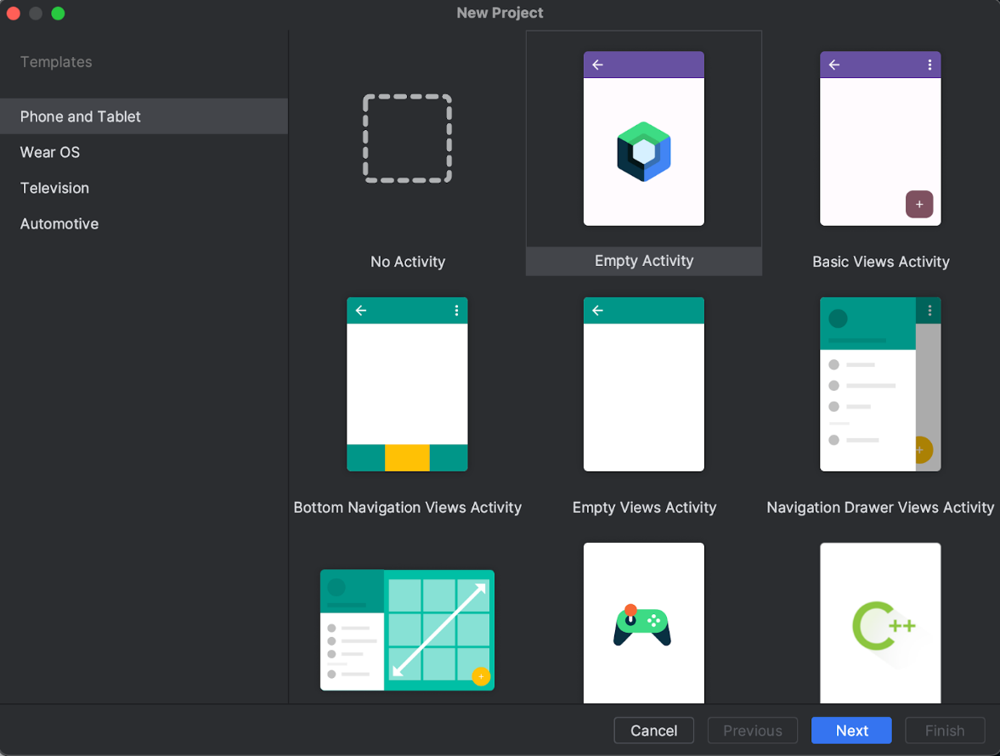 New Project
Templates
Phone and Tablet
Wear OS
Television
Automotive
No Activity
Empty Activity
Basic Views Activity
Bottom Navigation Views Activity
Empty Views Activity
Navigation Drawer Views Activity
C++
Cancel
Previous
Next
Finish